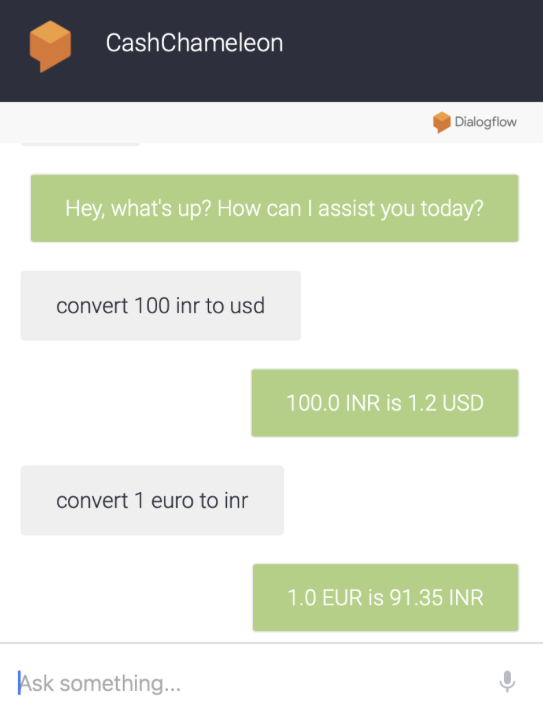 CashChameleon
Dialogflow
Hey, what's up? How can I assist you today?
convert 100 inr to usd
100.0 INR is 1.2 USD
convert 1 euro to inr
1.0 EUR is 91.35 INR
Ask something...